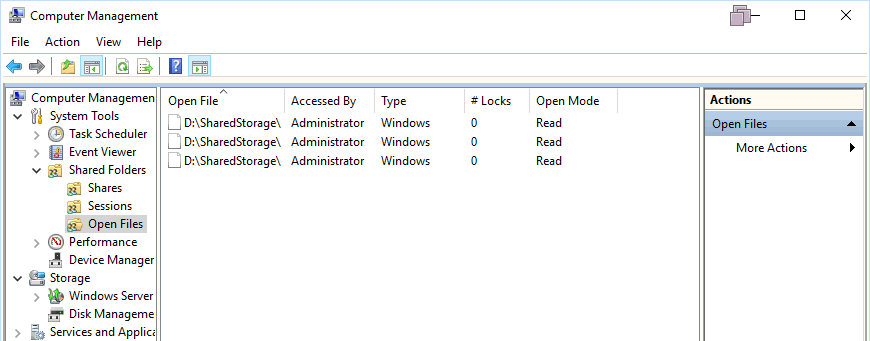 Computer Management
File Action View Help
Computer Managemen
System Tools
Task Scheduler
Event Viewer
Shared Folders
Shares
Sessions
Open Files
Performance
Device Manager
Storage
Windows Server
Disk Manageme
Services and Applica
Open File Accessed By Type # Locks Open Mode
D:\SharedStorage\ Administrator Windows 0 Read
D:\SharedStorage\ Administrator Windows 0 Read
D:\SharedStorage\ Administrator Windows 0 Read
Actions
Open Files
More Actions